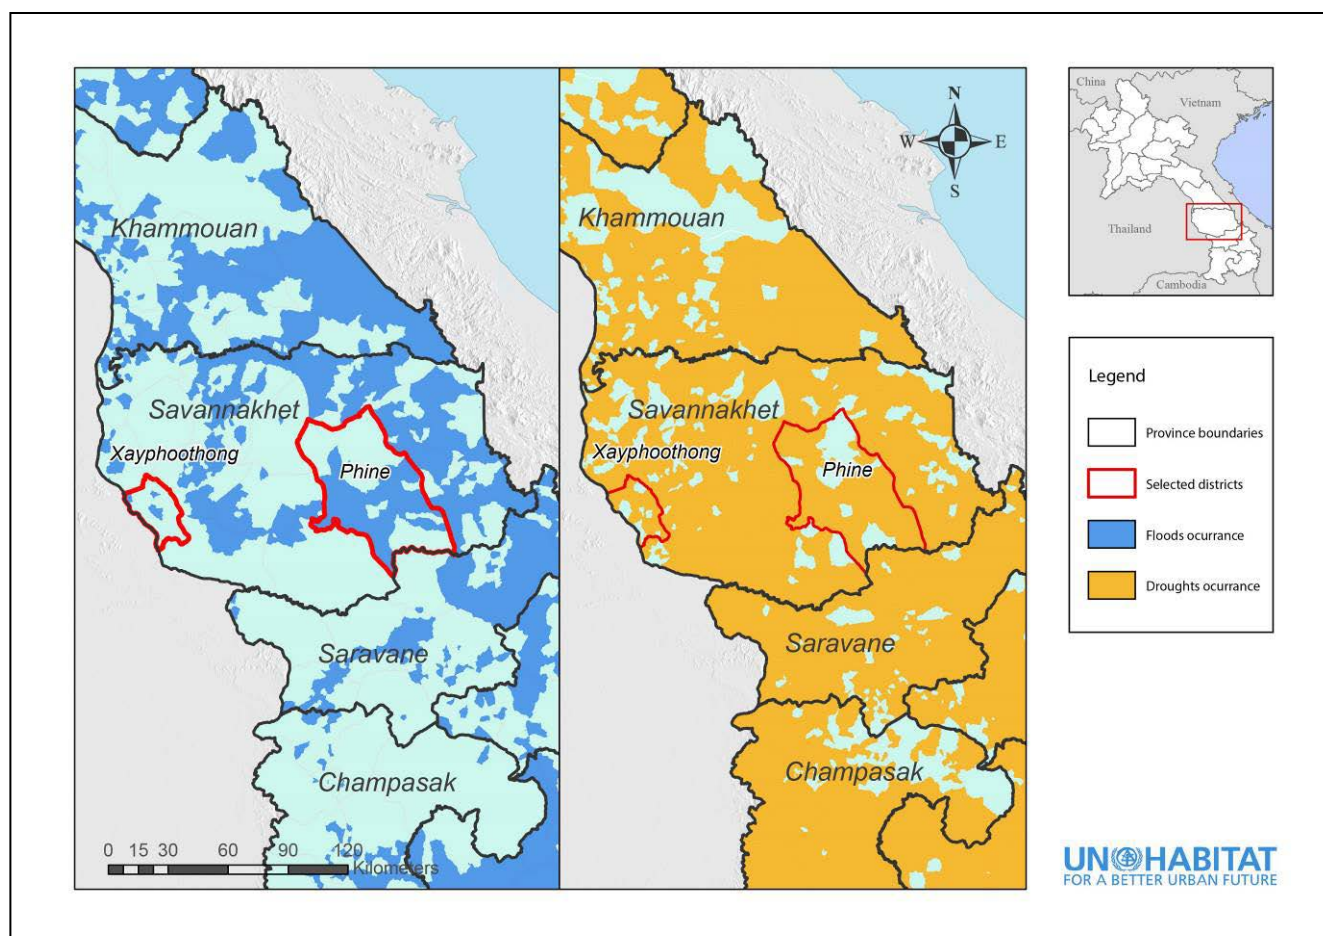 Khammouan
Savannakhet
Xayphoothong
Phine
Saravane
Champasak
0 15 30 60 90 120
Kilometers
N
W E
S
Khammouan
Savannakhet
Xayphoothong
Phine
Saravane
Champasak
China
Vietnam
Thailand
Cambodia
Legend
Province boundaries
Selected districts
Floods ocurrance
Droughts ocurrance
UN HABITAT
FOR A BETTER URBAN FUTURE